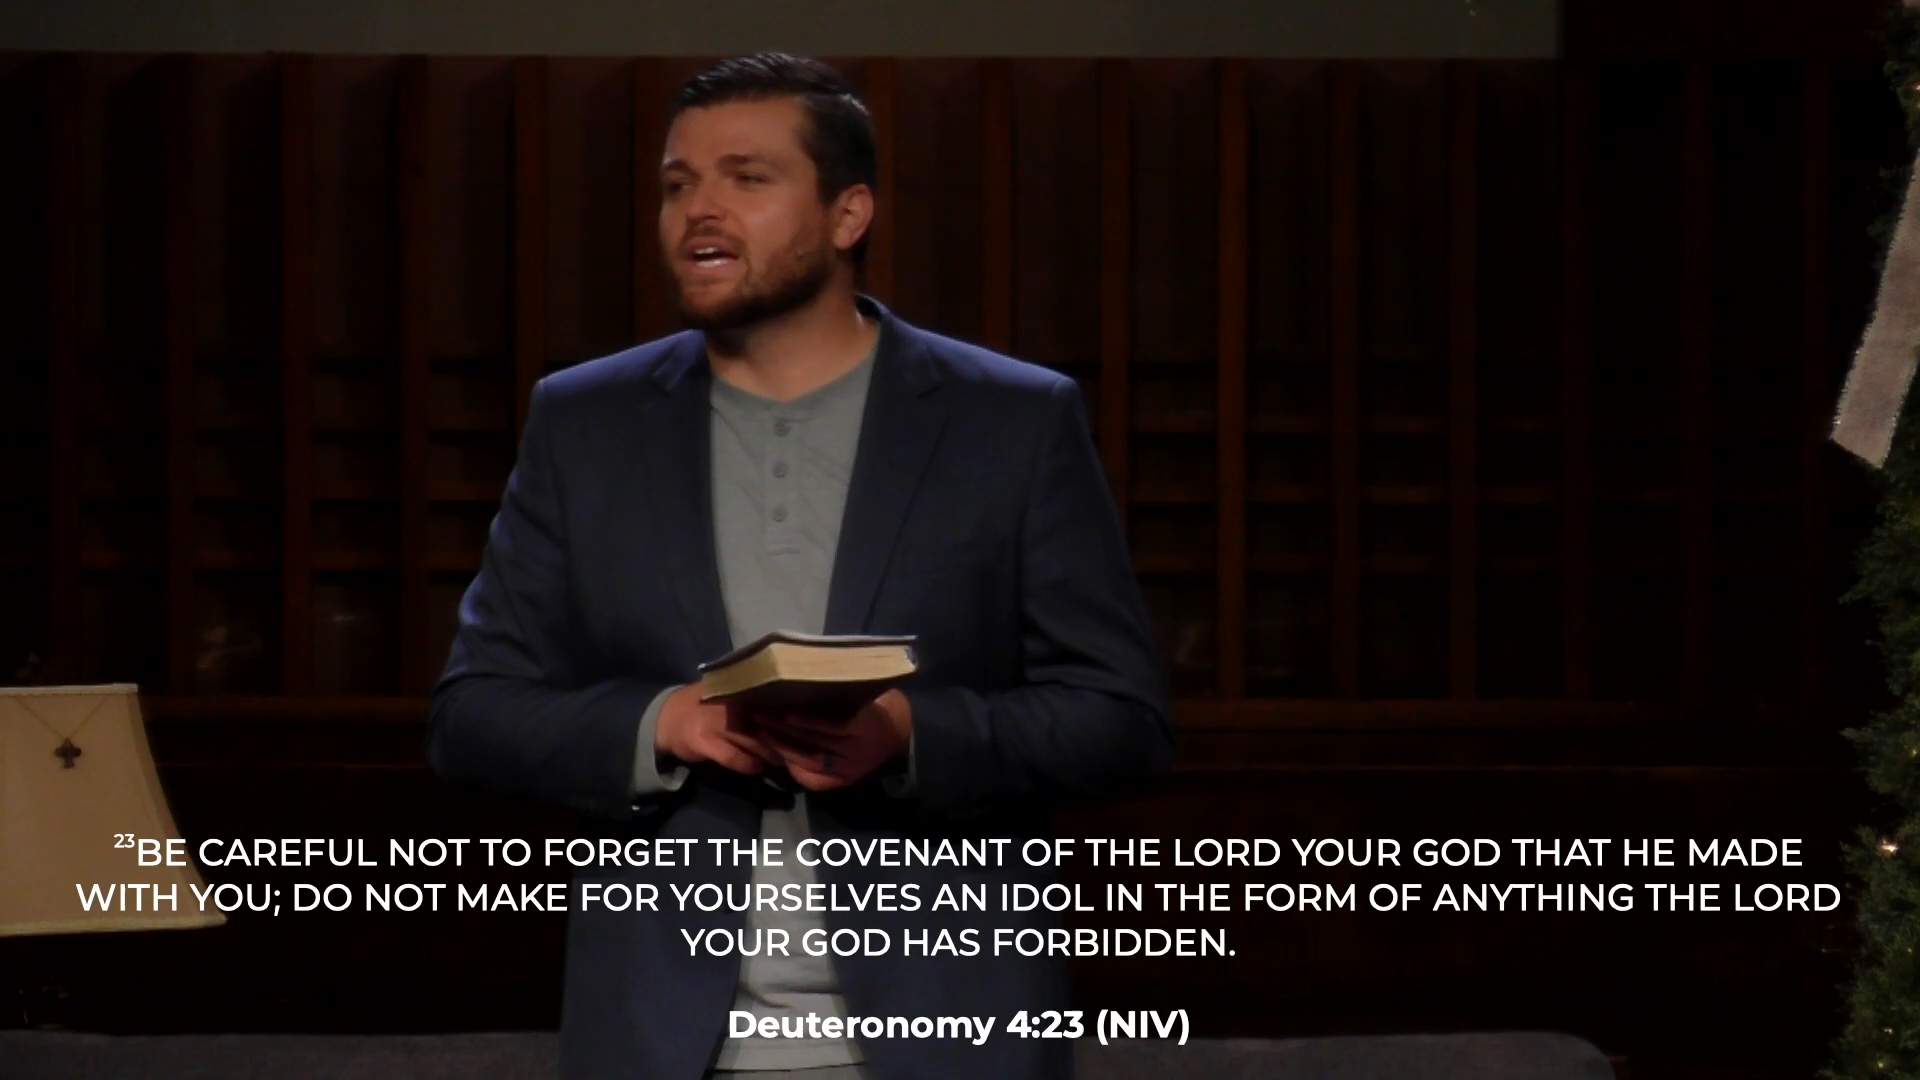 ²³BE CAREFUL NOT TO FORGET THE COVENANT OF THE LORD YOUR GOD THAT HE MADE
WITH YOU; DO NOT MAKE FOR YOURSELVES AN IDOL IN THE FORM OF ANYTHING THE LORD
YOUR GOD HAS FORBIDDEN.
Deuteronomy 4:23 (NIV)